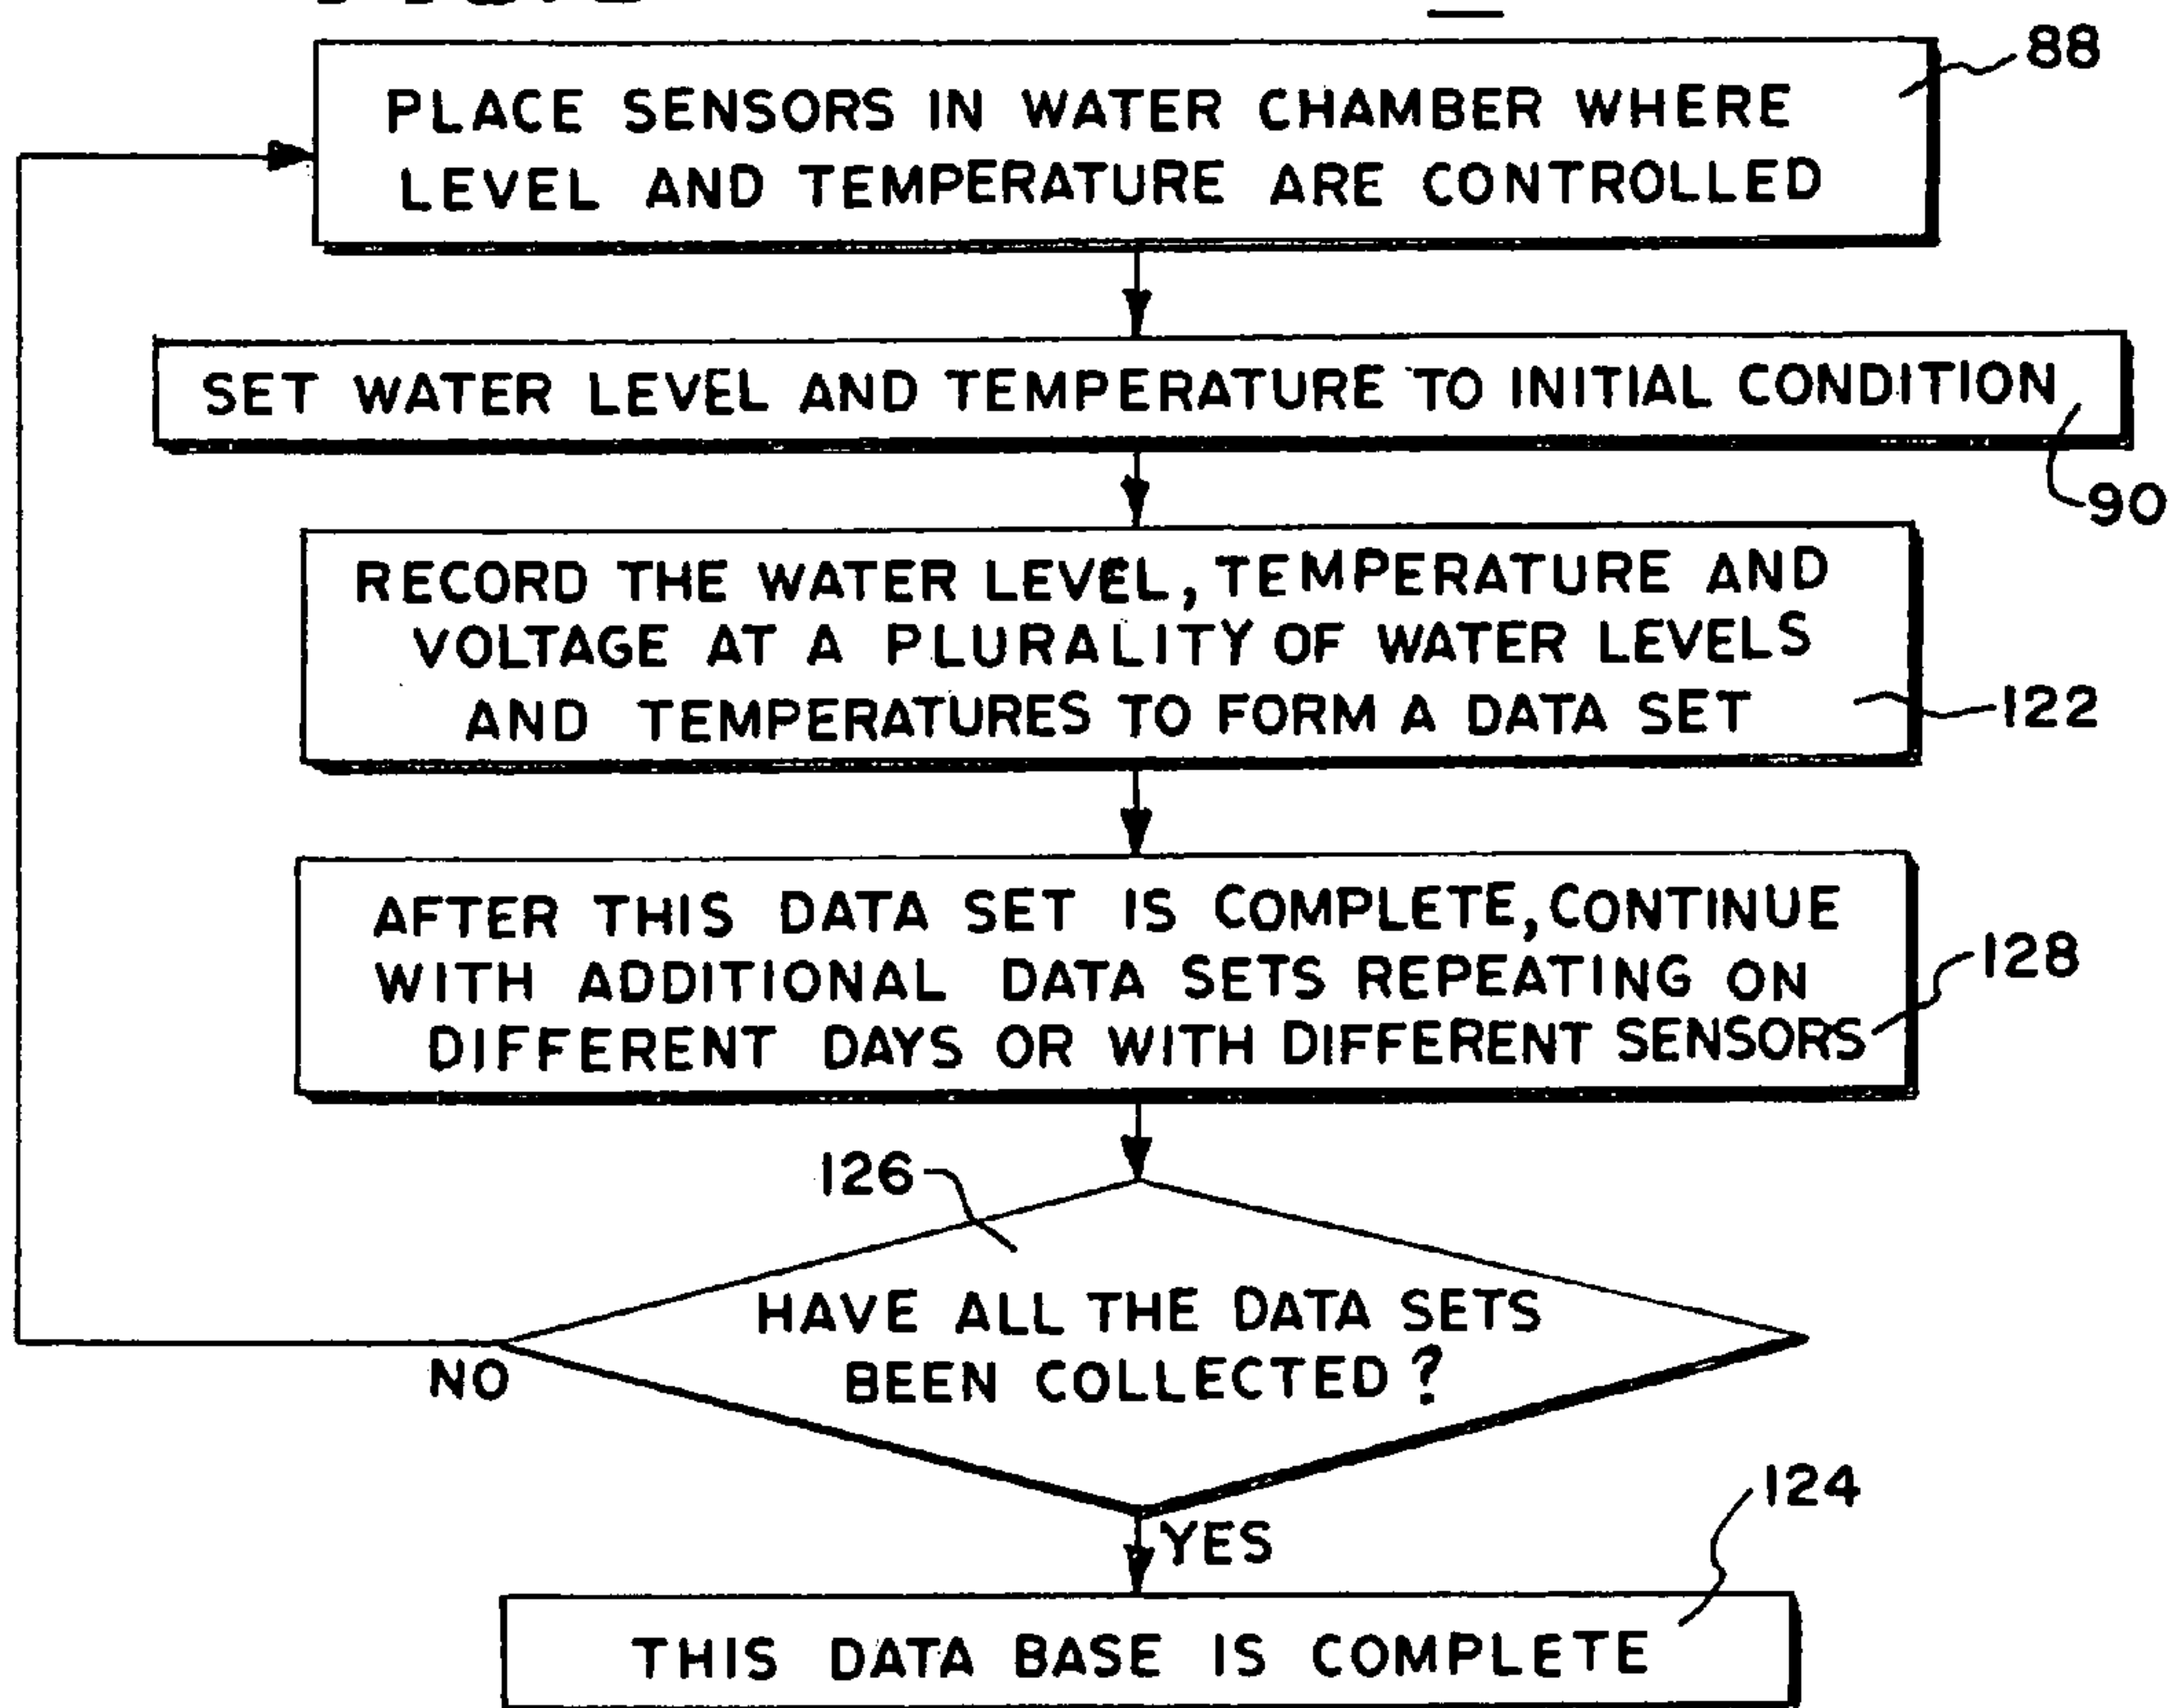 88
PLACE SENSORS IN WATER CHAMBER WHERE
LEVEL AND TEMPERATURE ARE CONTROLLED
SET WATER LEVEL AND TEMPERATURE TO INITIAL CONDITION
90
RECORD THE WATER LEVEL, TEMPERATURE AND
VOLTAGE AT A PLURALITY OF WATER LEVELS
AND TEMPERATURES TO FORM A DATA SET
122
AFTER THIS DATA SET IS COMPLETE, CONTINUE
WITH ADDITIONAL DATA SETS REPEATING ON
DIFFERENT DAYS OR WITH DIFFERENT SENSORS
128
126
HAVE ALL THE DATA SETS
BEEN COLLECTED?
NO
YES
124
THIS DATA BASE IS COMPLETE